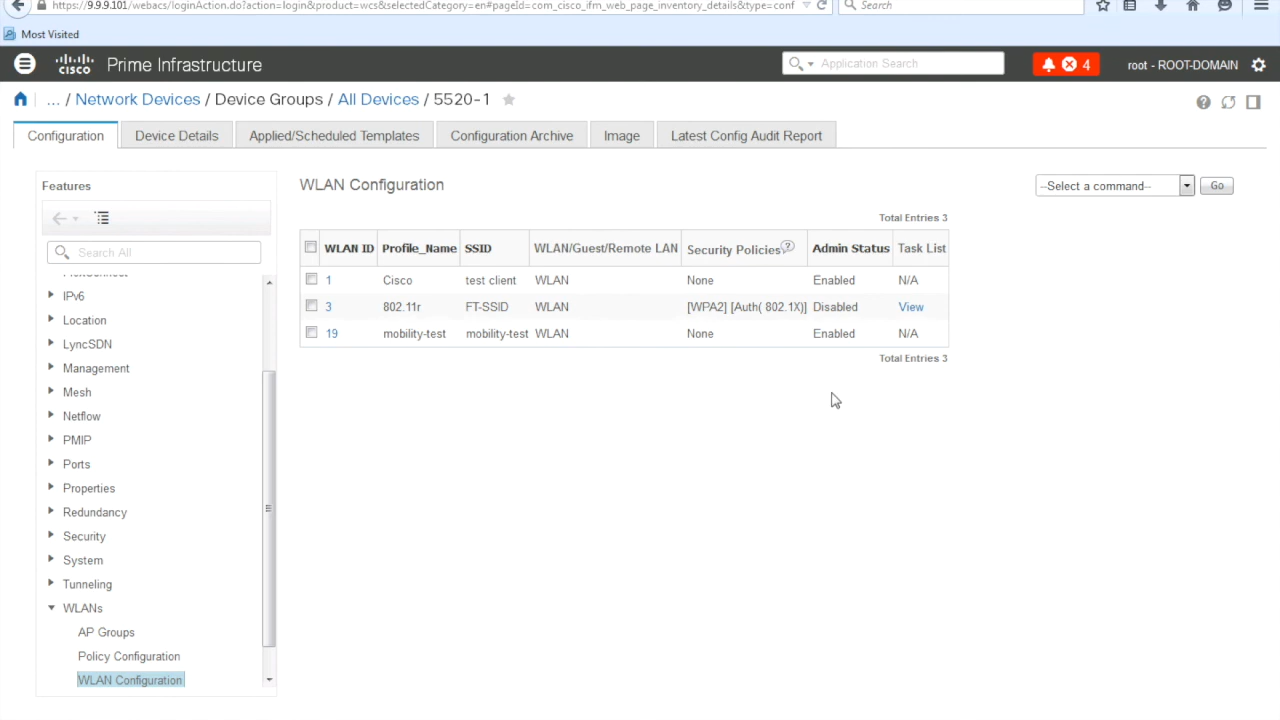 https://9.9.9.101/webacs/loginAction.do?action=login&product=wcs&selectedCategory=en#pageId=com_cisco_ifm_web_page_inventory_details&type=conf
Search
Most Visited
CISCO Prime Infrastructure
Application Search
4
root - ROOT-DOMAIN
... / Network Devices / Device Groups / All Devices / 5520-1
Configuration Device Details Applied/Scheduled Templates Configuration Archive Image Latest Config Audit Report
Features
WLAN Configuration
--Select a command-- Go
Total Entries 3
Search All
WLAN ID Profile_Name SSID WLAN/Guest/Remote LAN Security Policies Admin Status Task List
1 Cisco test client WLAN None Enabled N/A
3 802.11r FT-SSID WLAN [WPA2] [Auth( 802.1X)] Disabled View
19 mobility-test mobility-test WLAN None Enabled N/A
Total Entries 3
IPv6
Location
LyncSDN
Management
Mesh
Netflow
PMIP
Ports
Properties
Redundancy
Security
System
Tunneling
WLANs
AP Groups
Policy Configuration
WLAN Configuration